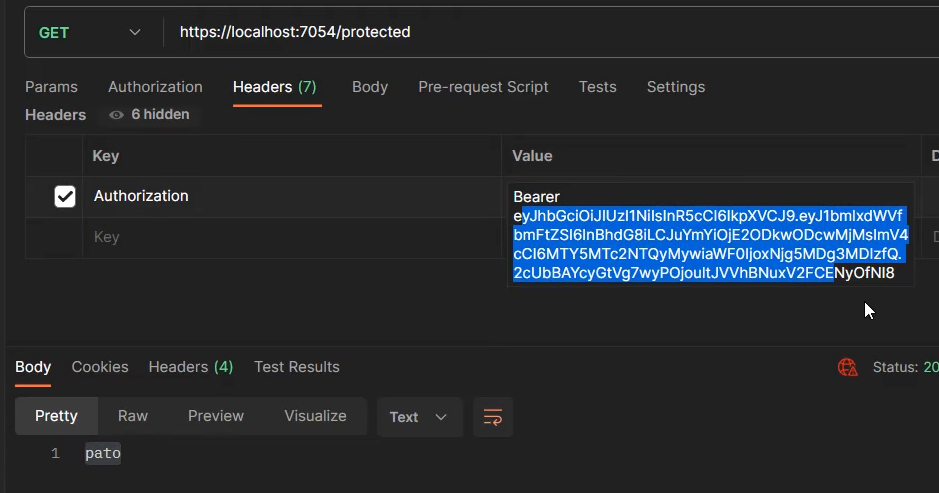 GET https://localhost:7054/protected
Params Authorization Headers (7) Body Pre-request Script Tests Settings
Headers 6 hidden
Key Value
Authorization Bearer
eyJhbGciOiJIUzI1NiIsInR5cCI6IkpXVCJ9.eyJ1bmlxdWVf
bmFtZSI6InBhdG8iLCJuYmYiOjE2ODkwODcwMjMsImV4
cCI6MTY5MTc2NTQyMywiaWF0IjoxNjg5MDg3MDIzfQ.
2cUbBAYcyGtVg7wyPOjouItJVVhBNuxV2FCENyOfNI8
Key
Body Cookies Headers (4) Test Results Status: 20
Pretty Raw Preview Visualize Text
1 pato